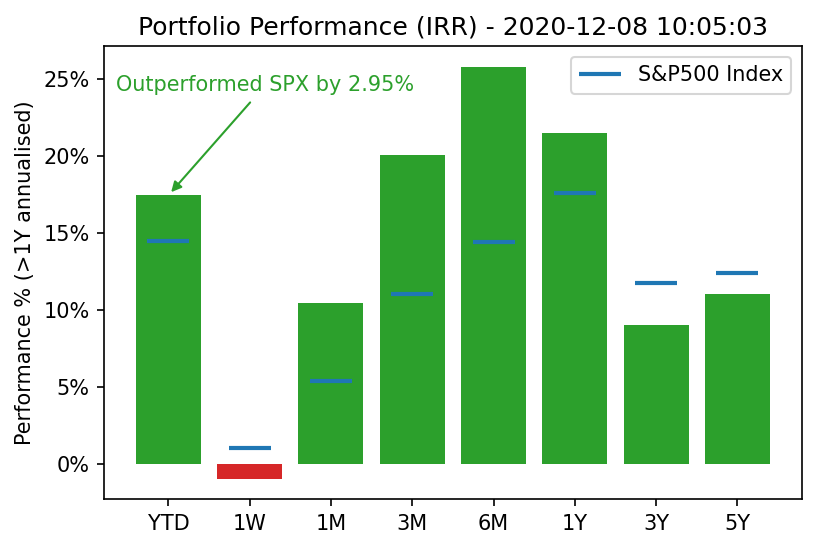 Portfolio Performance (IRR) - 2020-12-08 10:05:03
Outperformed SPX by 2.95%
S&P500 Index
Performance % (>1Y annualised)
25%
20%
15%
10%
5%
0%
YTD 1W 1M 3M 6M 1Y 3Y 5Y